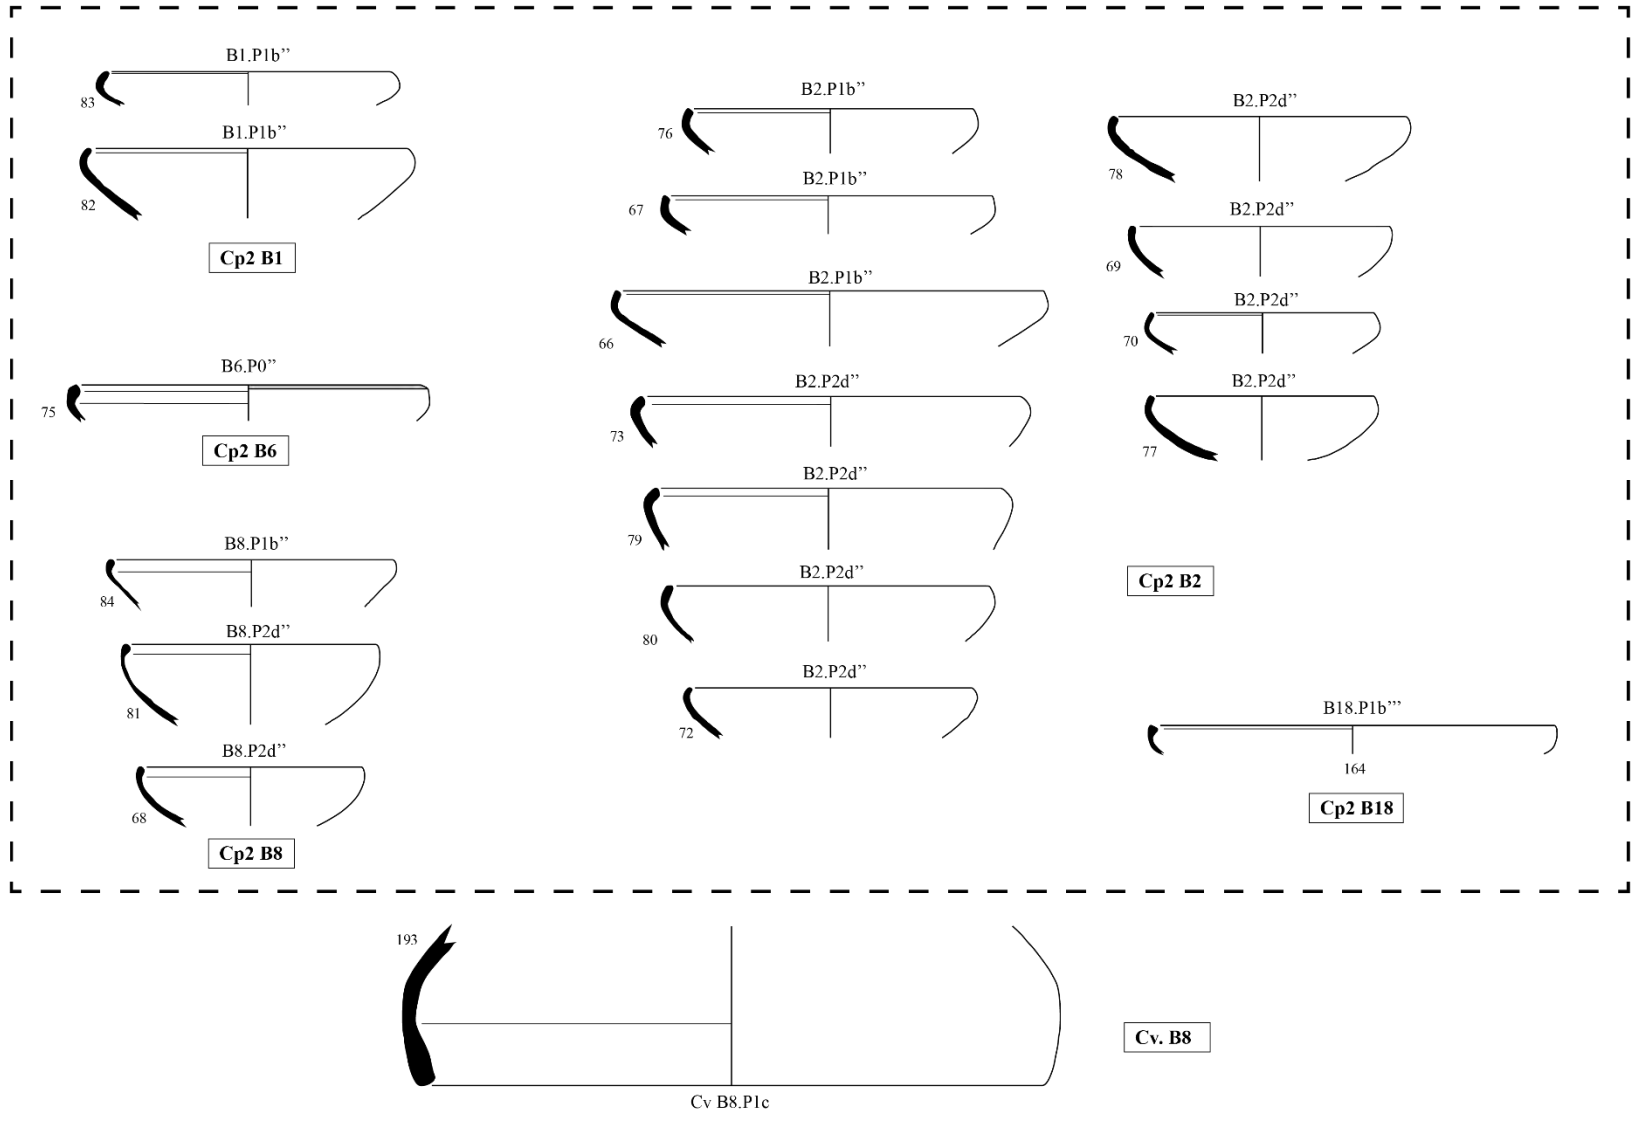 B1.P1b’’
83
B1.P1b’’
82
Cp2 B1
B6.P0’’
75
Cp2 B6
B8.P1b’’
84
B8.P2d’’
81
B8.P2d’’
68
Cp2 B8
B2.P1b’’
76
B2.P1b’’
67
B2.P1b’’
66
B2.P2d’’
73
B2.P2d’’
79
B2.P2d’’
80
B2.P2d’’
72
B2.P2d’’
78
B2.P2d’’
69
B2.P2d’’
70
B2.P2d’’
77
Cp2 B2
B18.P1b’’’
164
Cp2 B18
193
Cv. B8
Cv B8.P1c